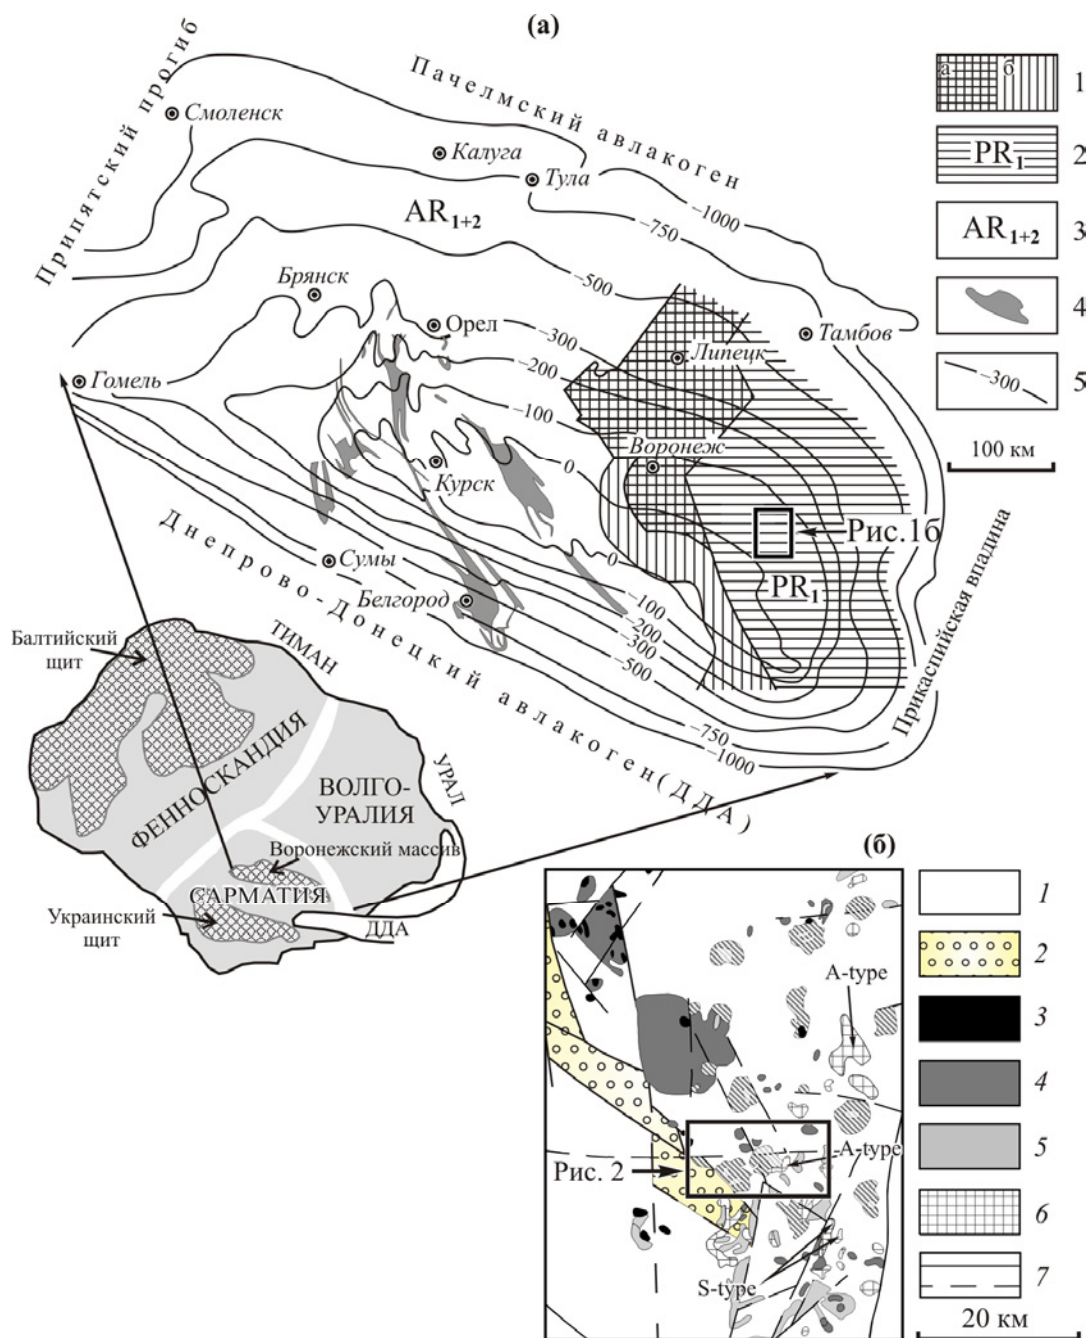 (а)
Припятский прогиб
Пачелмский авлакоген
Смоленск
Калуга
Тула
AR1+2
–1000
–750
–500
Брянск
Орел
–300
–200
–100
0
Липецк
Тамбов
Гомель
Воронеж
Курск
Рис.1б
PR1
Сумы
Белгород
0
–100
–200
–300
–500
–750
–1000
Днепрово-Донецкий авлакоген(ДДА)
Прикаспийская впадина
а
б
1
PR1
2
AR1+2
3
4
–300
5
100 км
Балтийский
щит
ТИМАН
ФЕННОСКАНДИЯ
ВОЛГО-
УРАЛИЯ
УРАЛ
Воронежский массив
САРМАТИЯ
Украинский
щит
ДДА
(б)
A-type
A-type
Рис. 2
S-type
1
2
3
4
5
6
7
20 км